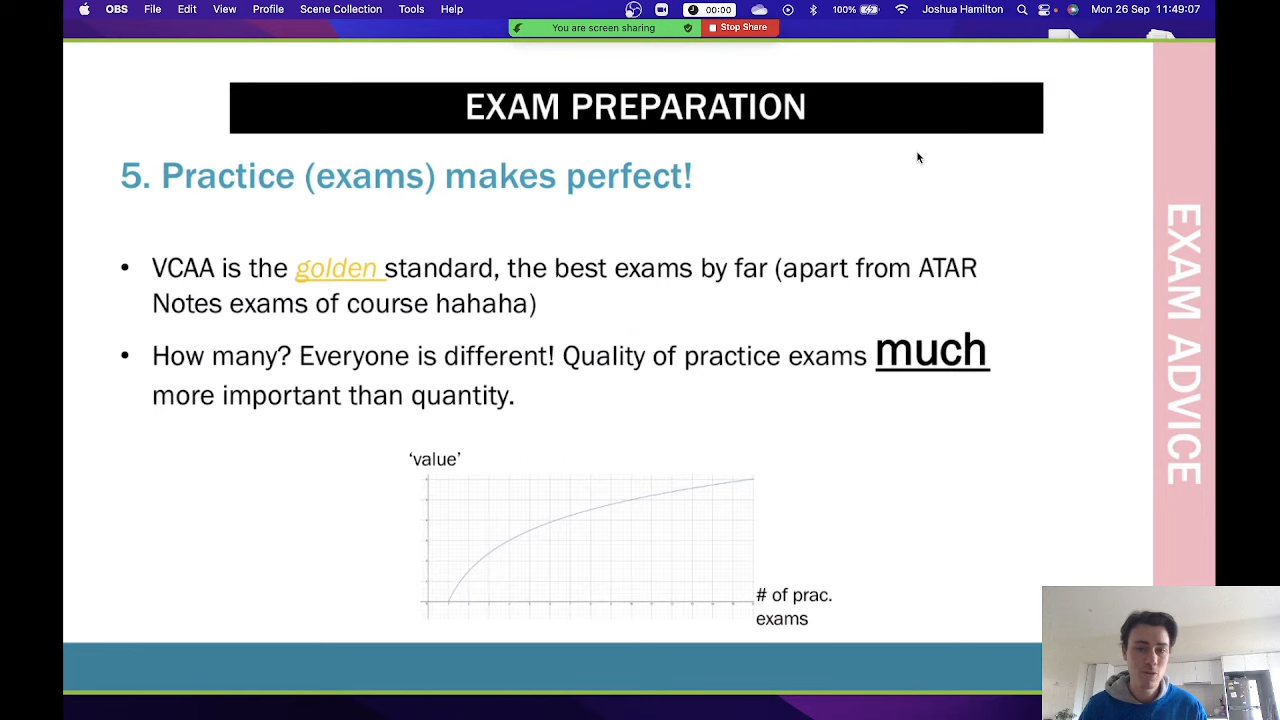 OBS File Edit View Profile Scene Collection Tools Help 00:00 100% Joshua Hamilton Mon 26 Sep 11:49:07
You are screen sharing Stop Share
EXAM PREPARATION
5. Practice (exams) makes perfect!
• VCAA is the golden standard, the best exams by far (apart from ATAR
Notes exams of course hahaha)
• How many? Everyone is different! Quality of practice exams much
more important than quantity.
‘value’
# of prac.
exams
EXAM ADVICE